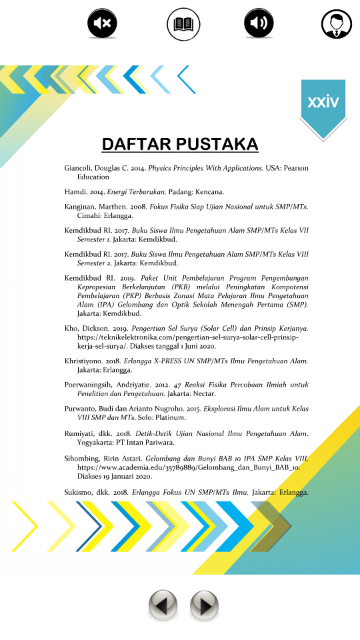 xxiv
DAFTAR PUSTAKA
Giancoli, Douglas C. 2014. Physics Principles With Applications. USA: Pearson
Education
Hamdi. 2014. Energi Terbarukan. Padang: Kencana.
Kanginan, Marthen. 2008. Fokus Fisika Siap Ujian Nasional untuk SMP/MTs.
Cimahi: Erlangga.
Kemdikbud RI. 2017. Buku Siswa Ilmu Pengetahuan Alam SMP/MTs Kelas VII
Semester 1. Jakarta: Kemdikbud.
Kemdikbud RI. 2017. Buku Siswa Ilmu Pengetahuan Alam SMP/MTs Kelas VIII
Semester 2. Jakarta: Kemdikbud.
Kemdikbud RI. 2019. Paket Unit Pembelajaran Program Pengembangan
Kepropesian Berkelanjutan (PKB) melalui Peningkatan Kompotensi
Pembelajaran (PKP) Berbasis Zonasi Mata Pelajaran Ilmu Pengetahuan
Alam (IPA) Gelombang dan Optik Sekolah Menengah Pertama (SMP).
Jakarta: Kemdikbud.
Kho, Dickson. 2019. Pengertian Sel Surya (Solar Cell) dan Prinsip Kerjanya.
https://teknikelektronika.com/pengertian-sel-surya-solar-cell-prinsip-
kerja-sel-surya/. Diakses tanggal 1 Juni 2020.
Khristiyono. 2018. Erlangga X-PRESS UN SMP/MTs Ilmu Pengetahuan Alam.
Jakarta: Erlangga.
Poerwaningsih, Andriyatie. 2012. 47 Reaksi Fisika Percobaan Ilmiah untuk
Penelitian dan Pengetahuan. Jakarta: Nectar.
Purwanto, Budi dan Arianto Nugroho. 2015. Eksplorasi Ilmu Alam untuk Kelas
VIII SMP dan MTs. Solo: Platinum.
Rumiyati, dkk. 2018. Detik-Detik Ujian Nasional Ilmu Pengetahuan Alam.
Yogyakarta: PT Intan Pariwara.
Sihombing, Ririn Astari. Gelombang dan Bunyi BAB 10 IPA SMP Kelas VIII.
https://www.academia.edu/35789889/Gelombang_dan_Bunyi_BAB_10.
Diakses 19 Januari 2020.
Sukismo, dkk. 2018. Erlangga Fokus UN SMP/MTs Ilmu. Jakarta: Erlangga.